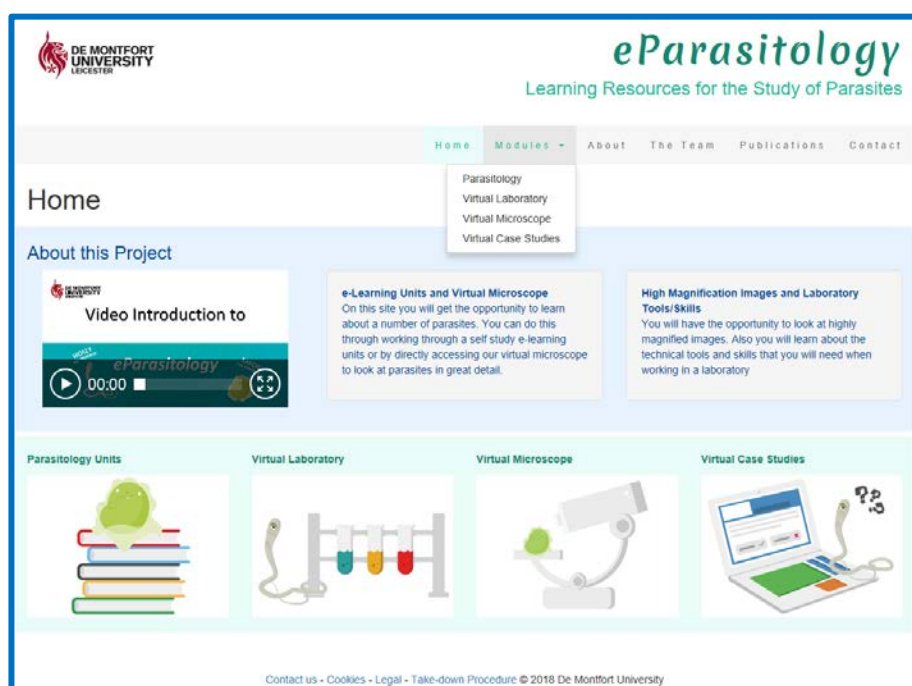 DE MONTFORT
UNIVERSITY
LEICESTER
eParasitology
Learning Resources for the Study of Parasites
Home Modules About The Team Publications Contact
Parasitology
Virtual Laboratory
Virtual Microscope
Virtual Case Studies
Home
About this Project
DE MONTFORT
UNIVERSITY
Video Introduction to
eParasitology
00:00
e-Learning Units and Virtual Microscope
On this site you will get the opportunity to learn
about a number of parasites. You can do this
through working through a self study e-learning
units or by directly accessing our virtual microscope
to look at parasites in great detail.
High Magnification Images and Laboratory
Tools/Skills
You will have the opportunity to look at highly
magnified images. Also you will learn about the
technical tools and skills that you will need when
working in a laboratory
Parasitology Units Virtual Laboratory Virtual Microscope Virtual Case Studies
???
Contact us - Cookies - Legal - Take-down Procedure © 2018 De Montfort University